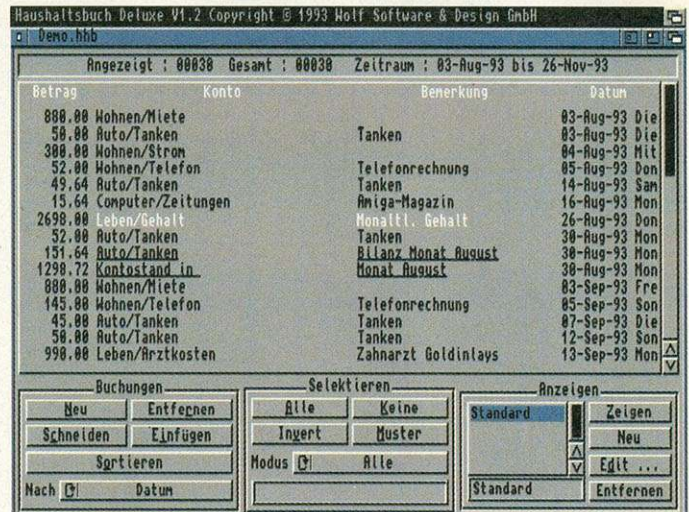 Haushaltsbuch Deluxe V1.2 Copyright © 1993 Wolf Software & Design GmbH
Demo.hhb
Angezeigt : 00030 Gesamt : 00030 Zeitraum : 03-Aug-93 bis 26-Nov-93
Betrag Konto Bemerkung Datum
880.00 Wohnen/Miete 03-Aug-93 Die
50.00 Auto/Tanken Tanken 03-Aug-93 Die
300.00 Wohnen/Strom 04-Aug-93 Mit
52.00 Wohnen/Telefon Telefonrechnung 05-Aug-93 Don
49.64 Auto/Tanken Tanken 14-Aug-93 Sam
15.64 Computer/Zeitungen Amiga-Magazin 16-Aug-93 Mon
2698.00 Leben/Gehalt Monaltl. Gehalt 26-Aug-93 Don
52.00 Auto/Tanken Tanken 30-Aug-93 Mon
151.64 Auto/Tanken Bilanz Monat August 30-Aug-93 Mon
1298.72 Kontostand in Monat August 30-Aug-93 Mon
880.00 Wohnen/Miete 03-Sep-93 Fre
145.00 Wohnen/Telefon Telefonrechnung 05-Sep-93 Son
45.00 Auto/Tanken Tanken 07-Sep-93 Die
50.00 Auto/Tanken Tanken 12-Sep-93 Son
990.00 Leben/Arztkosten Zahnarzt Goldinlays 13-Sep-93 Mon
Buchungen
Neu Entfernen
Schneiden Einfügen
Sortieren
Nach Datum
Selektieren
Alle Keine
Invert Muster
Modus Alle
Anzeigen
Standard Zeigen
Neu
Edit ...
Standard Entfernen